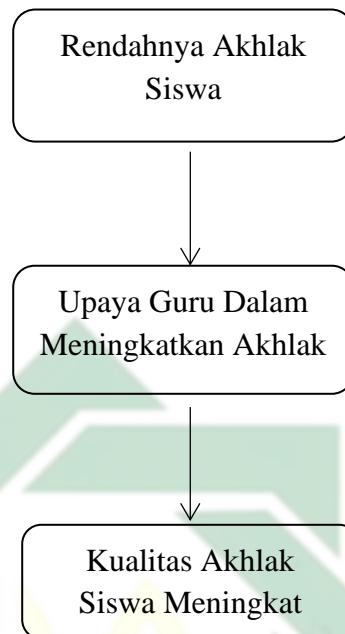 Rendahnya Akhlak
Siswa
Upaya Guru Dalam
Meningkatkan Akhlak
Kualitas Akhlak
Siswa Meningkat